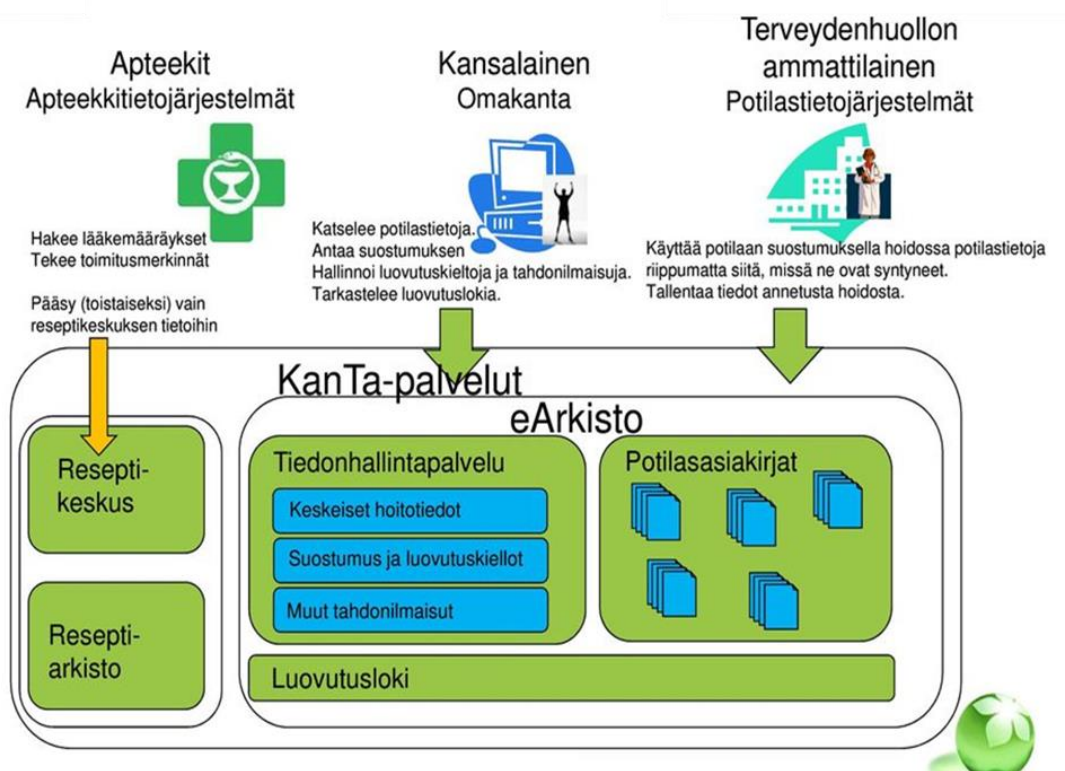 Apteekit
Apteekkitietojärjestelmät
Hakee lääkemääräykset
Tekee toimitusmerkinnät
Pääsy (toistaiseksi) vain
reseptikeskuksen tietoihin
Kansalainen
Omakanta
Katselee potilastietoja.
Antaa suostumuksen
Hallinnoi luovutuskieltoja ja tahdonilmaisuja.
Tarkastelee luovutuslokia.
Terveydenhuollon
ammattilainen
Potilastietojärjestelmät
Käyttää potilaan suostumuksella hoidossa potilastietoja
riippumatta siitä, missä ne ovat syntyneet.
Tallentaa tiedot annetusta hoidosta.
KanTa-palvelut
eArkisto
Resepti-
keskus
Resepti-
arkisto
Tiedonhallintapalvelu
Keskeiset hoitotiedot
Suostumus ja luovutuskiellot
Muut tahdonilmaisut
Potilasasiakirjat
Luovutusloki